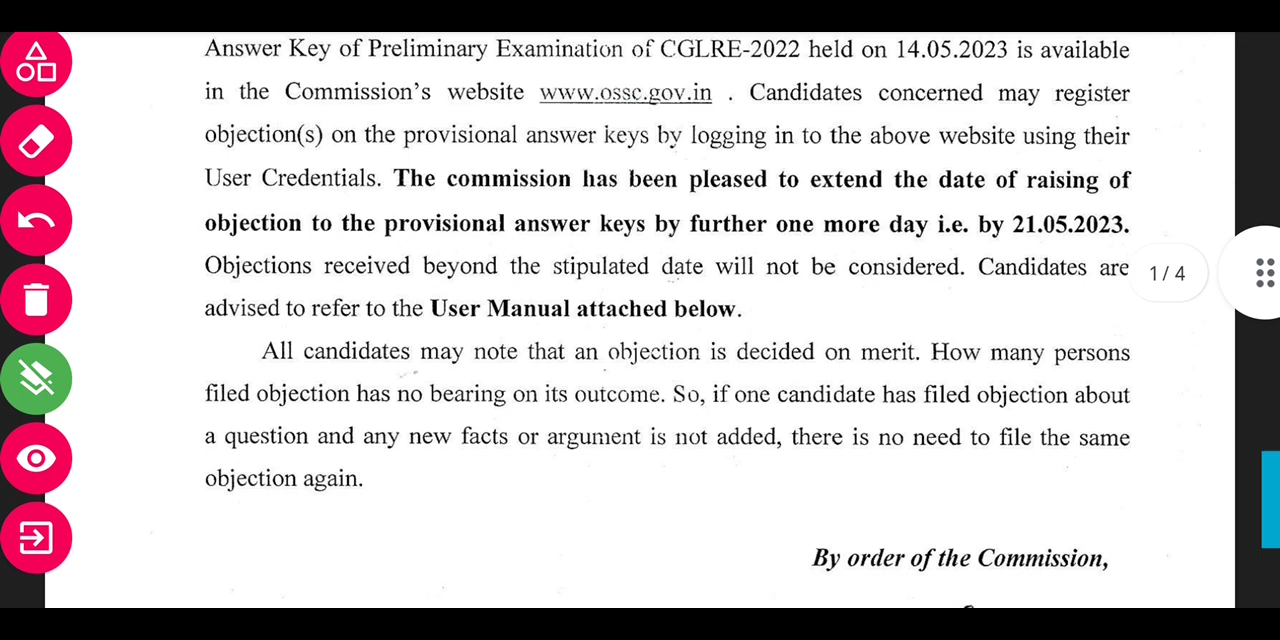 Answer Key of Preliminary Examination of CGLRE-2022 held on 14.05.2023 is available
in the Commission's website www.ossc.gov.in . Candidates concerned may register
objection(s) on the provisional answer keys by logging in to the above website using their
User Credentials. The commission has been pleased to extend the date of raising of
objection to the provisional answer keys by further one more day i.e. by 21.05.2023.
Objections received beyond the stipulated date will not be considered. Candidates are
advised to refer to the User Manual attached below.
All candidates may note that an objection is decided on merit. How many persons
filed objection has no bearing on its outcome. So, if one candidate has filed objection about
a question and any new facts or argument is not added, there is no need to file the same
objection again.
By order of the Commission,
1 / 4